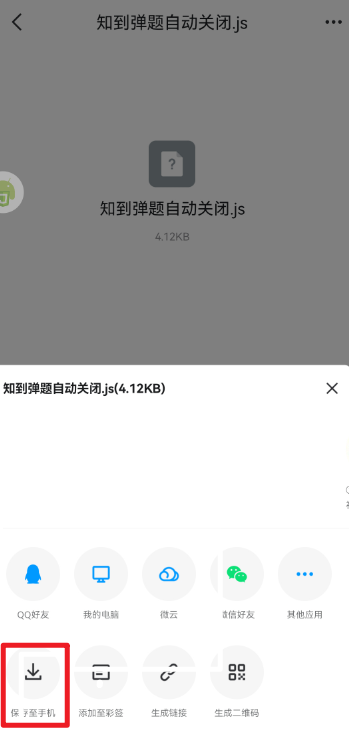 知到弹题自动关闭.js
知到弹题自动关闭.js
4.12KB
知到弹题自动关闭.js(4.12KB)
QQ好友
我的电脑
微云
微信好友
其他应用
保存至手机
添加至彩签
生成链接
生成二维码